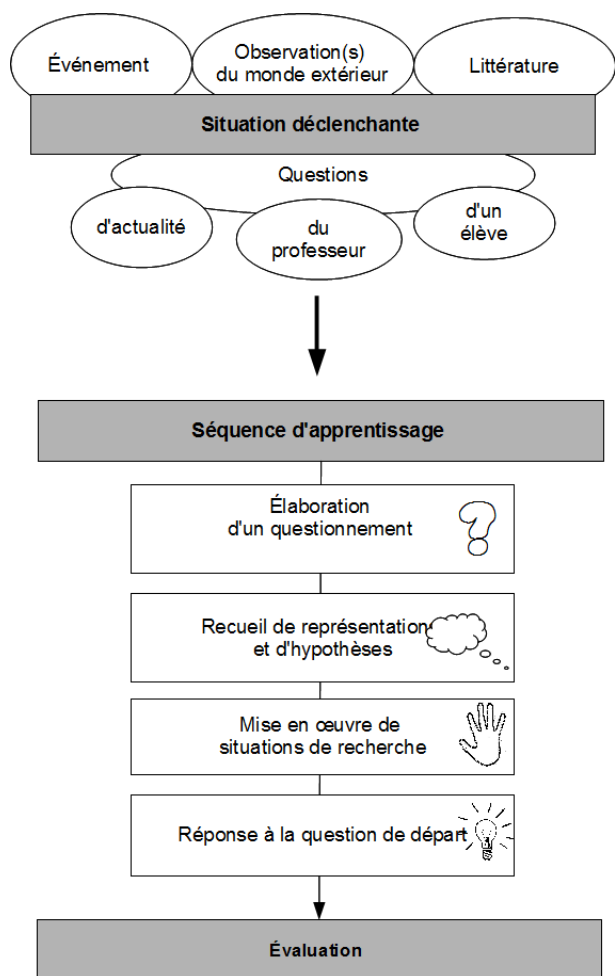 Événement
Observation(s)
du monde extérieur
Littérature
Situation déclenchante
Questions
d'actualité
du
professeur
d'un
élève
Séquence d'apprentissage
Élaboration
d'un questionnement
Recueil de représentation
et d'hypothèses
Mise en œuvre de
situations de recherche
Réponse à la question de départ
Évaluation